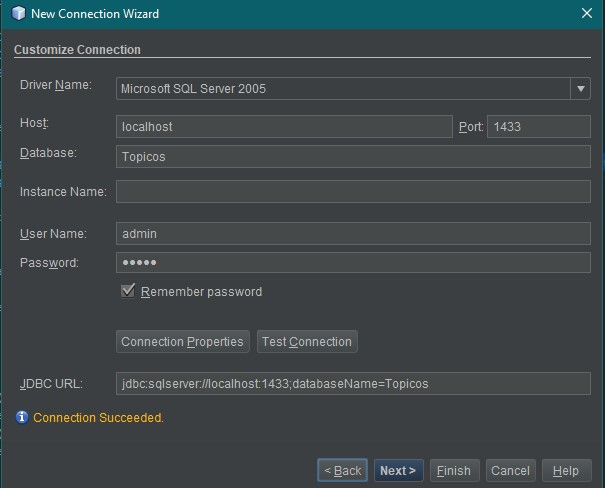 New Connection Wizard
Customize Connection
Driver Name: Microsoft SQL Server 2005
Host: localhost Port: 1433
Database: Topicos
Instance Name:
User Name: admin
Password: •••••
Remember password
Connection Properties Test Connection
JDBC URL: jdbc:sqlserver://localhost:1433;databaseName=Topicos
Connection Succeeded.
< Back Next > Finish Cancel Help